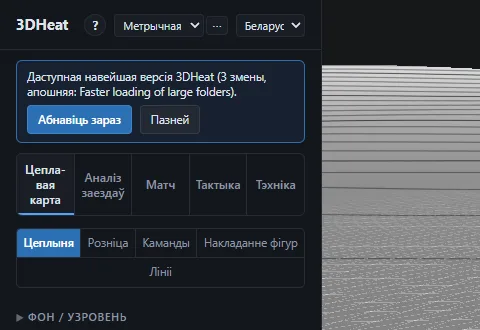 3DHeat ? Метрычная ... Беларус
Даступная навейшая версія 3DHeat (3 змены,
апошняя: Faster loading of large folders).
Абнавіць зараз Пазней
Цепла-
вая
карта
Аналіз
заездаў
Матч
Тактыка
Тэхніка
Цеплыня Розніца Каманды Накладанне фігур
Лініі
ФОН / УЗРОВЕНЬ